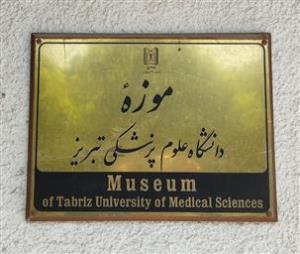 موزهٔ
دانشگاه علوم پزشکی تبریز
Museum
of Tabriz University of Medical Sciences